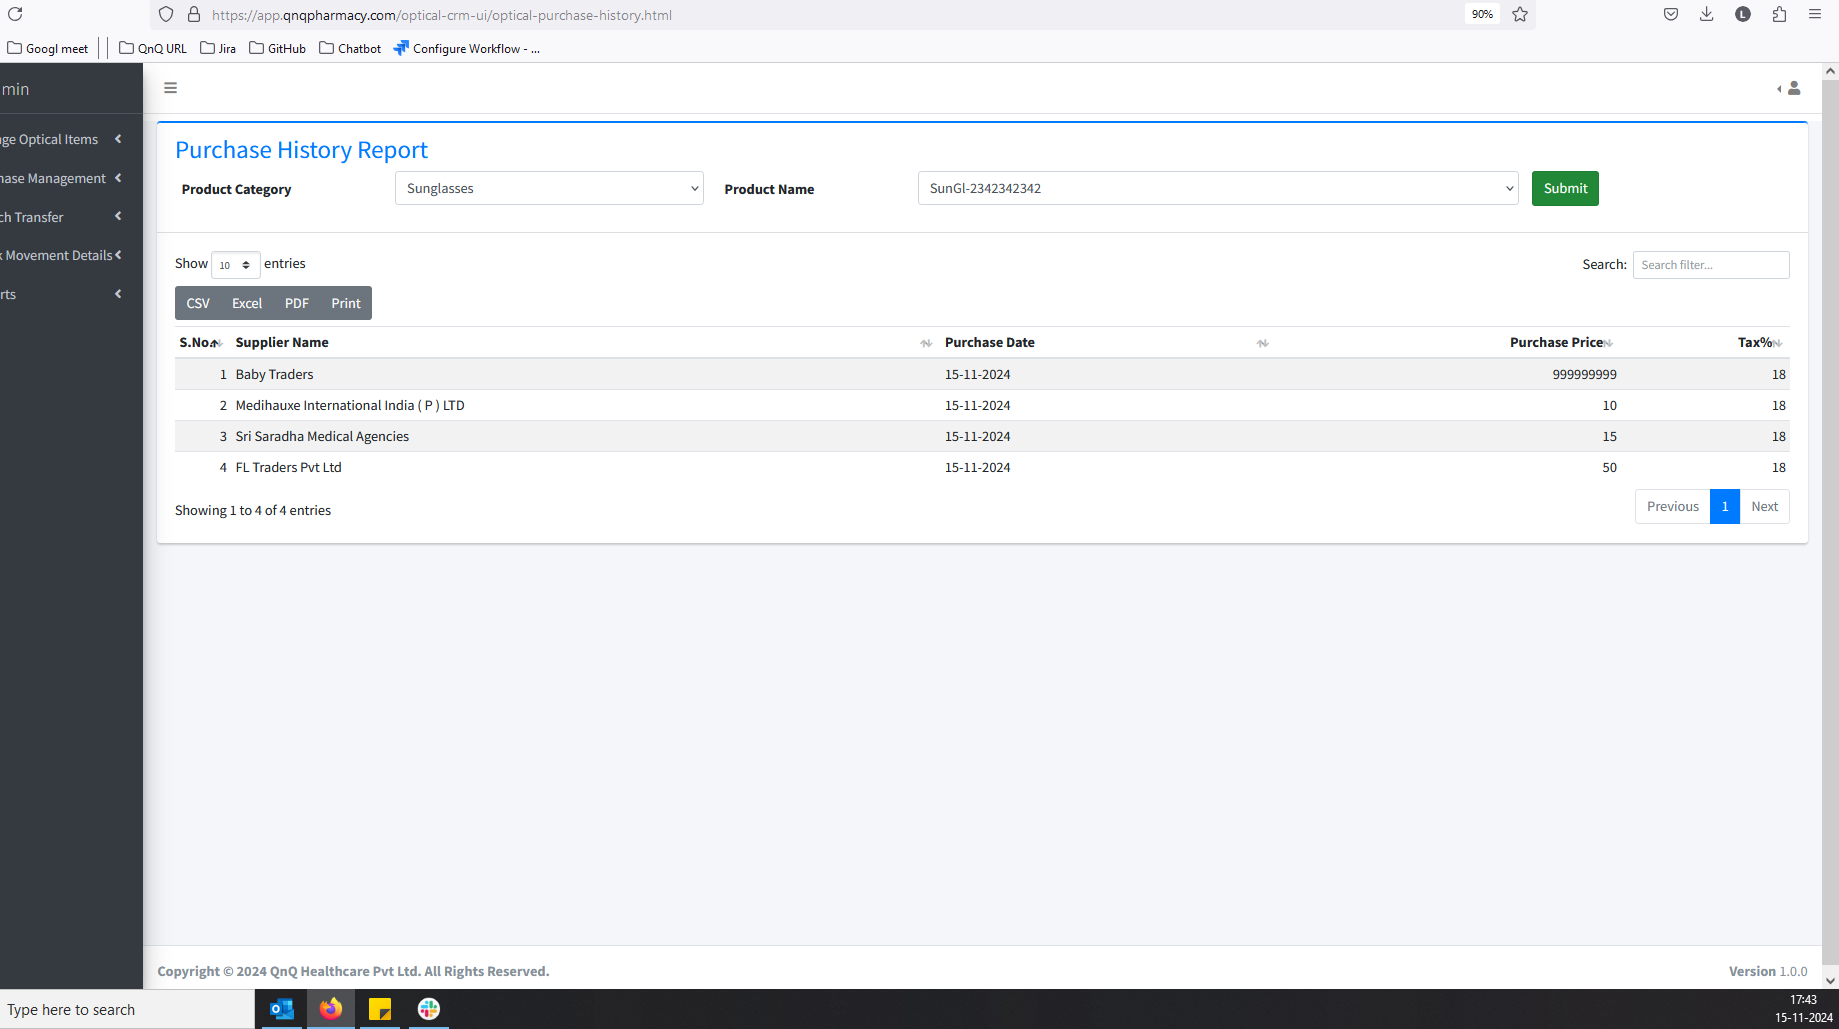 https://app.qnqpharmacy.com/optical-crm-ui/optical-purchase-history.html
90%
L
Googl meet
QnQ URL
Jira
GitHub
Chatbot
Configure Workflow - ...
min
ge Optical Items
hase Management
ch Transfer
k Movement Details
rts
Purchase History Report
Product Category
Sunglasses
Product Name
SunGl-2342342342
Submit
Show 10 entries
Search: Search filter...
CSV Excel PDF Print
S.No. Supplier Name Purchase Date Purchase Price Tax%
1 Baby Traders 15-11-2024 999999999 18
2 Medihauxe International India ( P ) LTD 15-11-2024 10 18
3 Sri Saradha Medical Agencies 15-11-2024 15 18
4 FL Traders Pvt Ltd 15-11-2024 50 18
Showing 1 to 4 of 4 entries
Previous 1 Next
Copyright © 2024 QnQ Healthcare Pvt Ltd. All Rights Reserved.
Version 1.0.0
Type here to search
17:43
15-11-2024